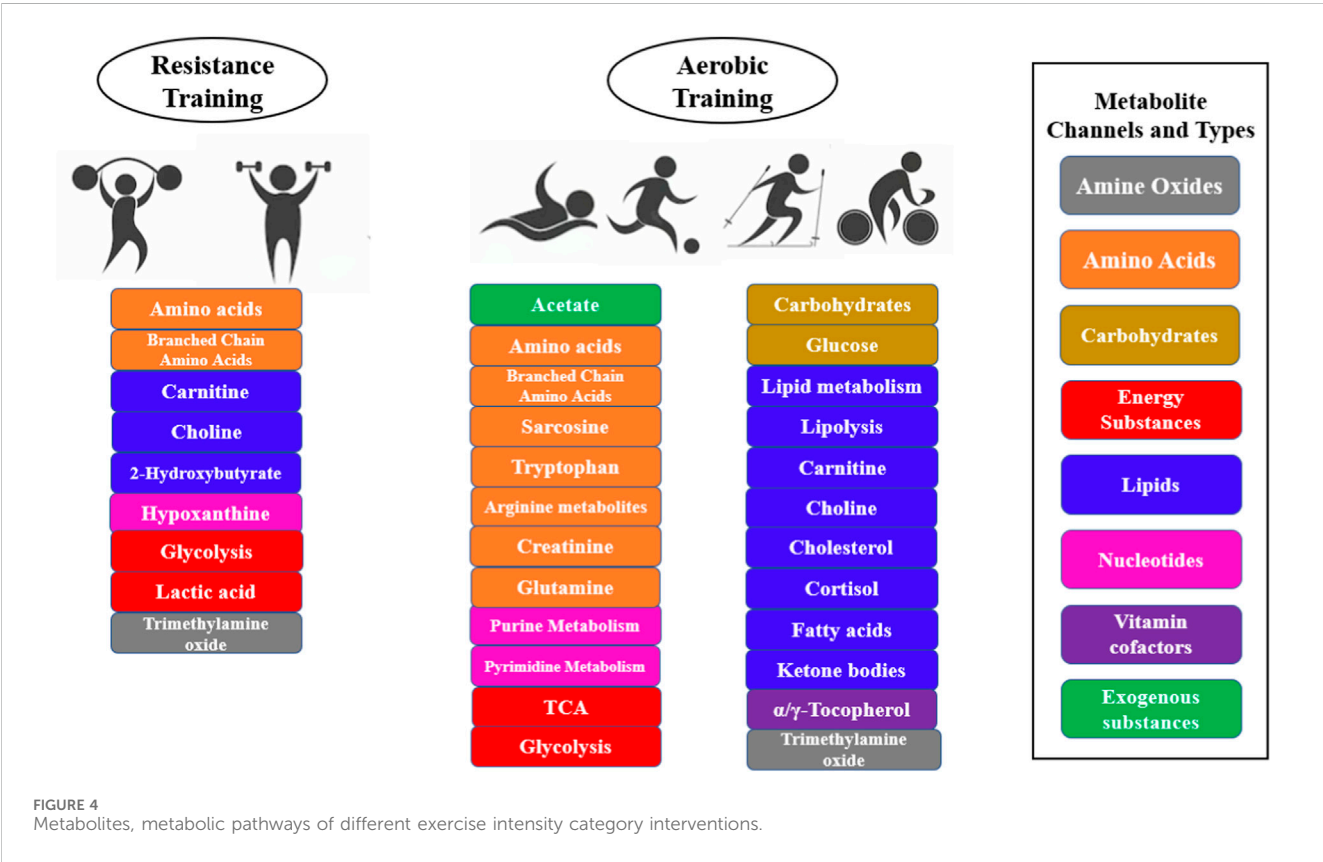 Resistance
Training
Amino acids
Branched Chain
Amino Acids
Carnitine
Choline
2-Hydroxybutyrate
Hypoxanthine
Glycolysis
Lactic acid
Trimethylamine
oxide
Aerobic
Training
Acetate
Amino acids
Branched Chain
Amino Acids
Sarcosine
Tryptophan
Arginine metabolites
Creatinine
Glutamine
Purine Metabolism
Pyrimidine Metabolism
TCA
Glycolysis
Carbohydrates
Glucose
Lipid metabolism
Lipolysis
Carnitine
Choline
Cholesterol
Cortisol
Fatty acids
Ketone bodies
α/γ-Tocopherol
Trimethylamine
oxide
Metabolite
Channels and Types
Amine Oxides
Amino Acids
Carbohydrates
Energy
Substances
Lipids
Nucleotides
Vitamin
cofactors
Exogenous
substances
FIGURE 4
Metabolites, metabolic pathways of different exercise intensity category interventions.